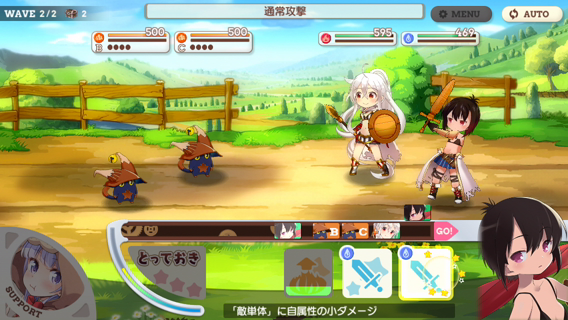 WAVE 2/2 2
通常攻撃
MENU
AUTO
500
B
500
C
595
469
B C GO!
とっておき
SUPPORT
「敵単体」に自属性の小ダメージ